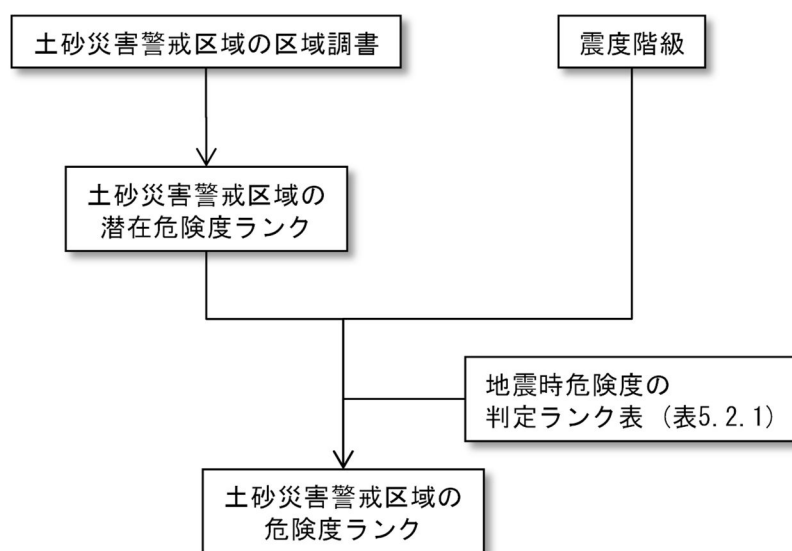 土砂災害警戒区域の区域調書
震度階級
土砂災害警戒区域の
潜在危険度ランク
地震時危険度の
判定ランク表（表5.2.1）
土砂災害警戒区域の
危険度ランク